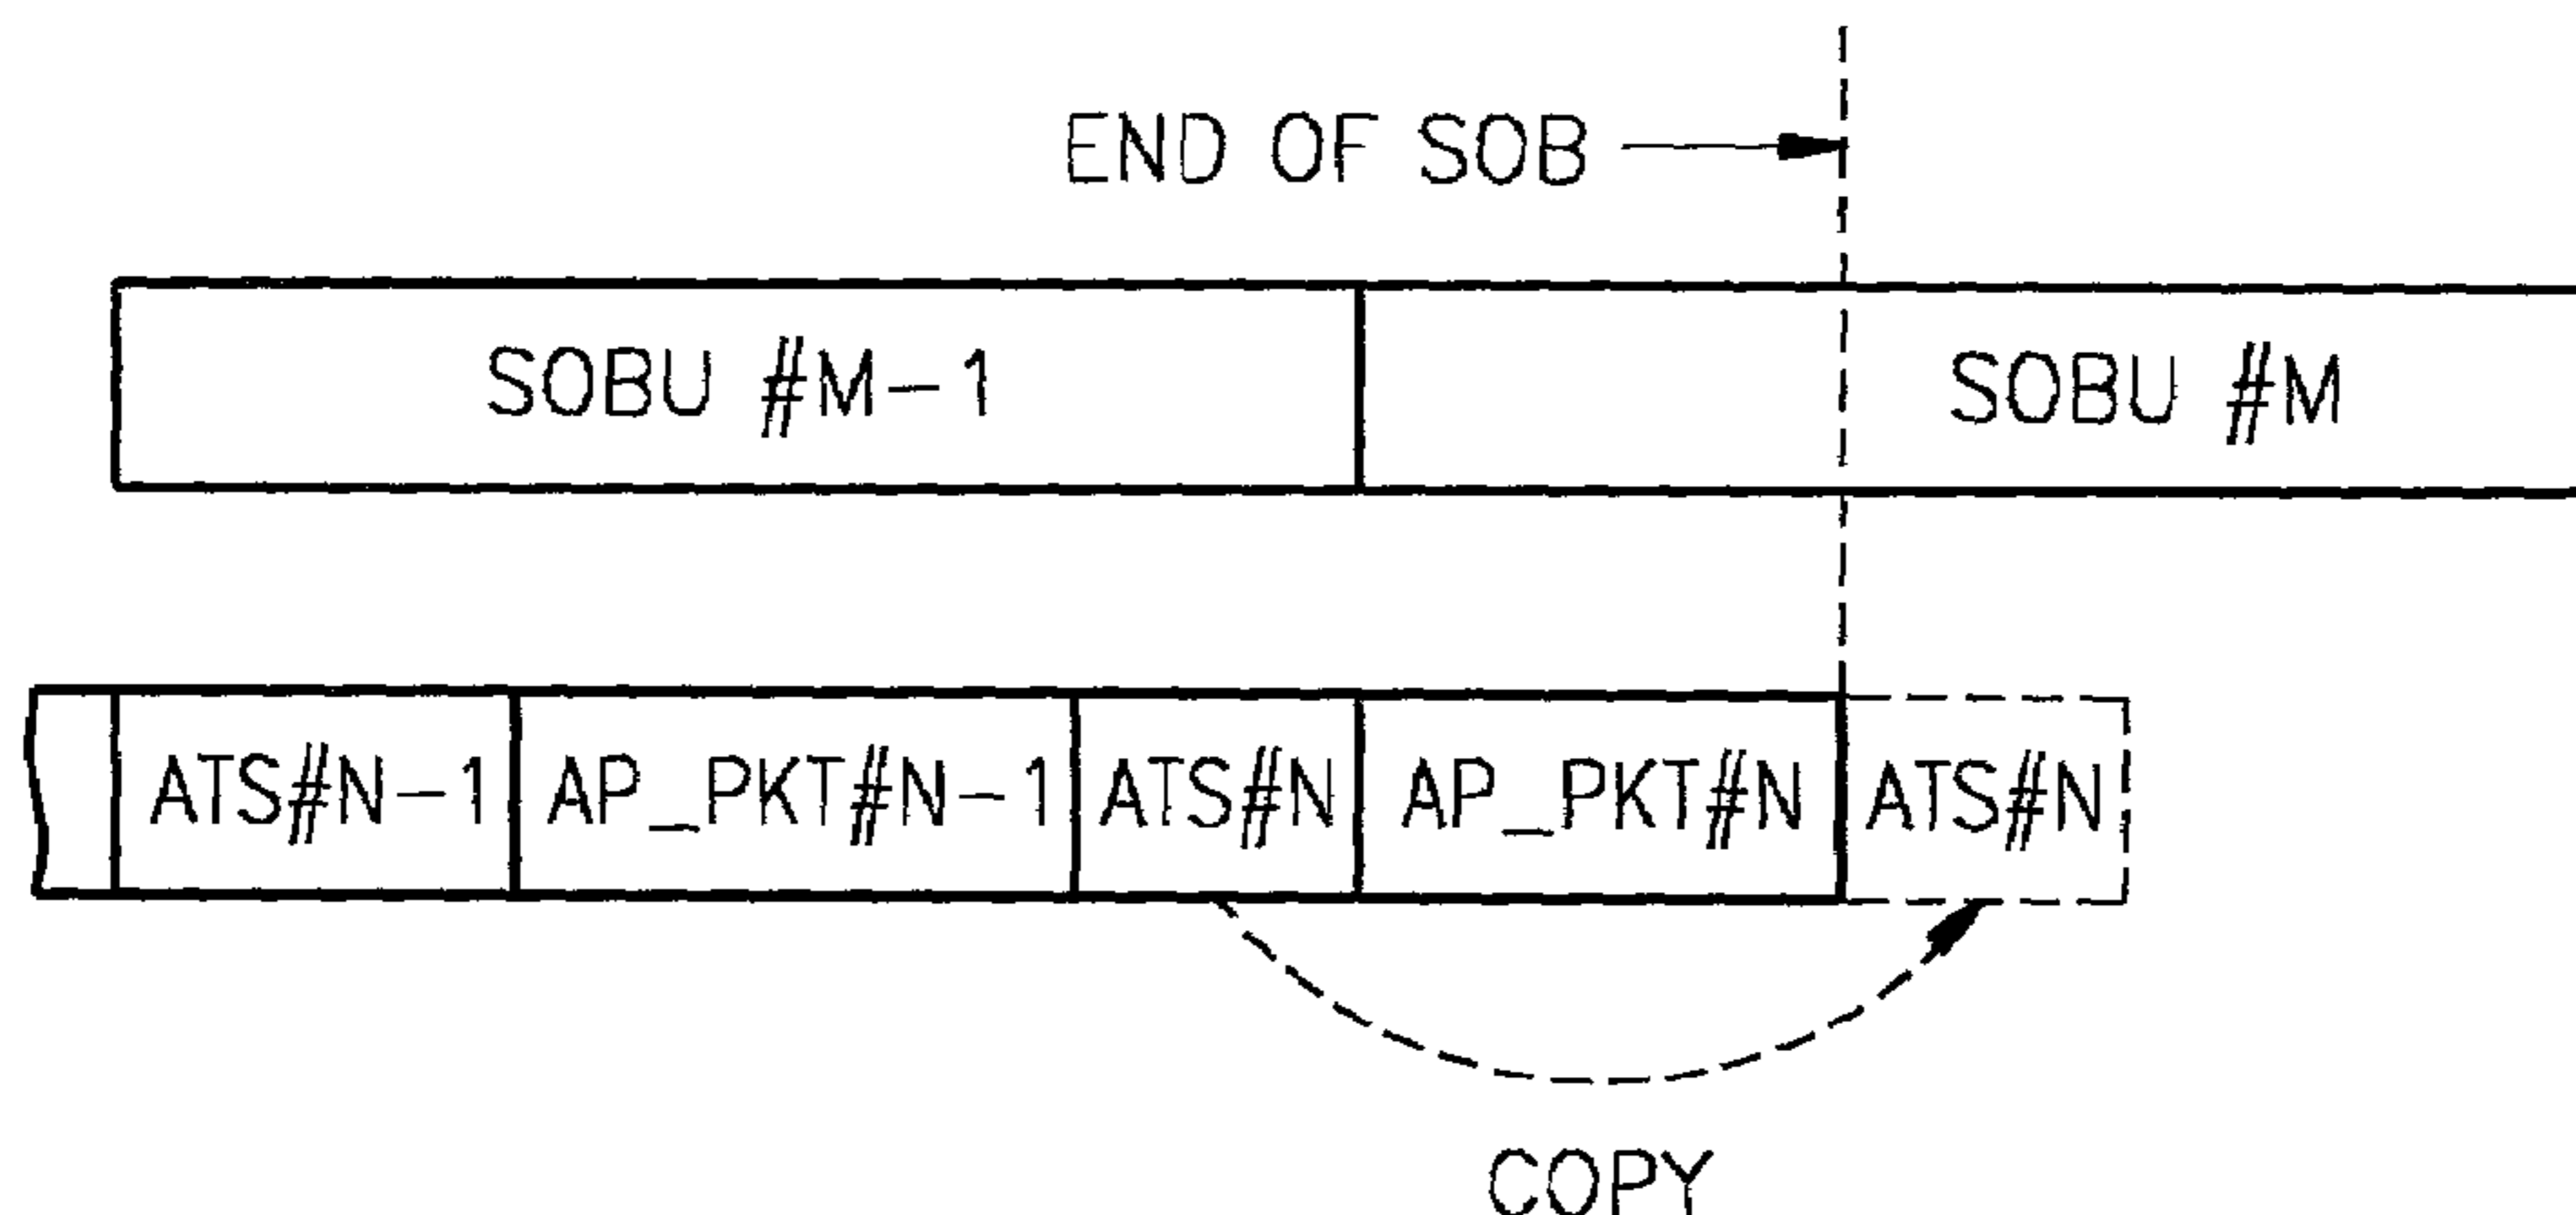 END OF SOB
SOBU #M-1
SOBU #M
ATS#N-1
AP_PKT#N-1
ATS#N
AP_PKT#N
ATS#N
COPY